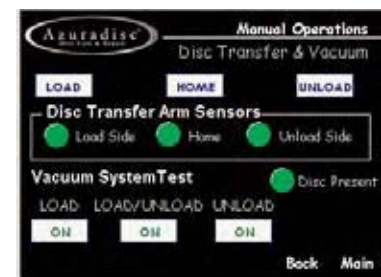 Azuradisc
Manual Operations
Disc Transfer & Vacuum
LOAD HOME UNLOAD
Disc Transfer Arm Sensors
Load Side Home Unload Side
Vacuum SystemTest
Disc Present
LOAD LOAD/UNLOAD UNLOAD
ON ON ON
Back Main